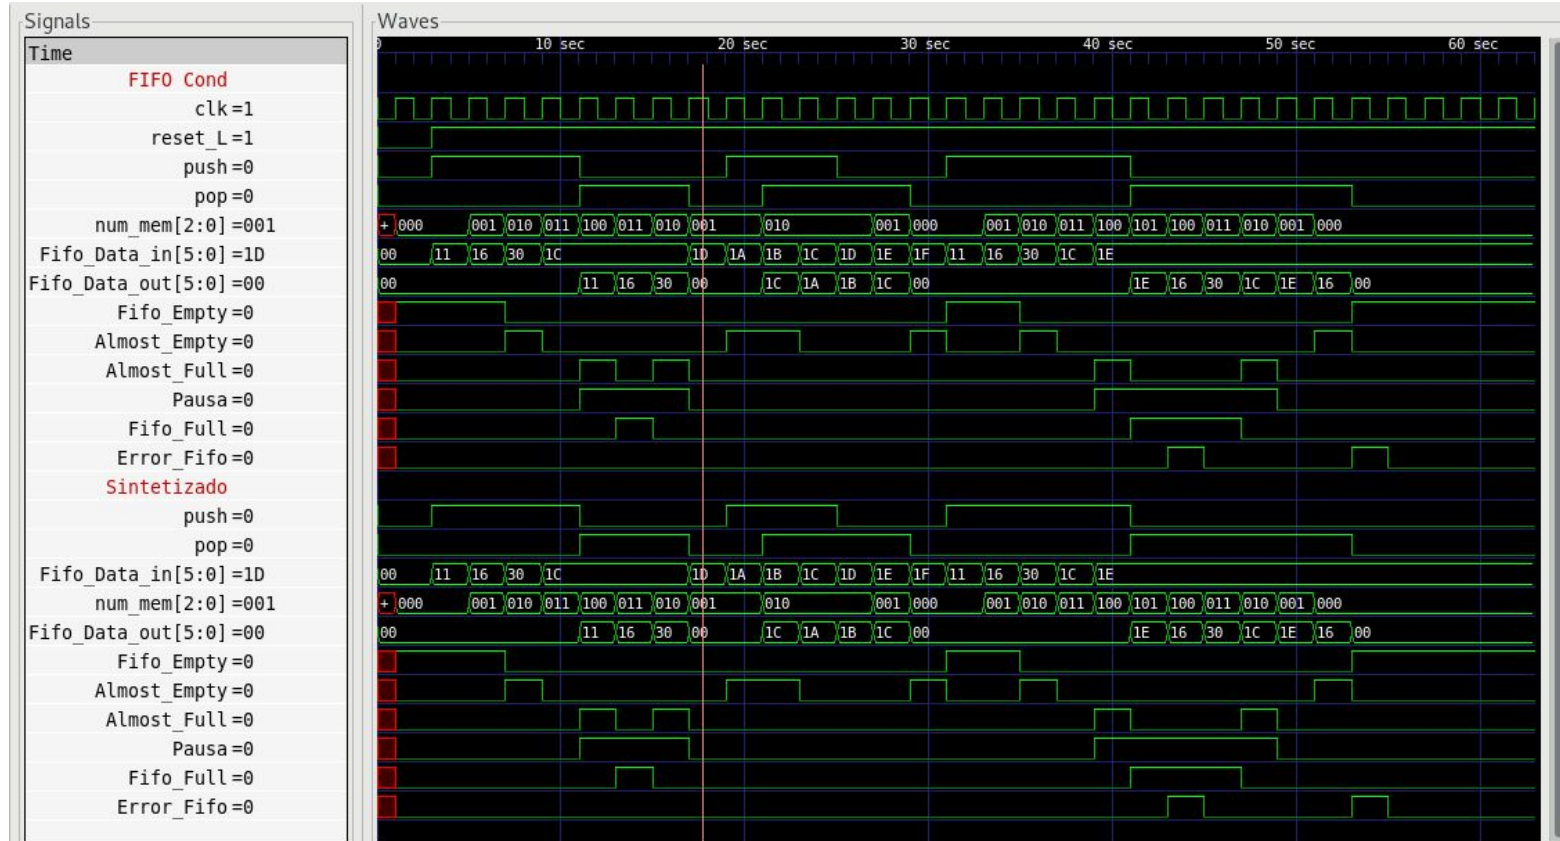 Signals
Waves
Time
0 10 sec 20 sec 30 sec 40 sec 50 sec 60 sec
FIFO Cond
clk=1
reset_L=1
push=0
pop=0
num_mem[2:0]=001 + 000 001 010 011 100 011 010 001 010 001 000 001 010 011 100 101 100 011 010 001 000
Fifo_Data_in[5:0]=1D 00 11 16 30 1C 1D 1A 1B 1C 1D 1E 1F 11 16 30 1C 1E
Fifo_Data_out[5:0]=00 00 11 16 30 00 1C 1A 1B 1C 00 1E 16 30 1C 1E 16 00
Fifo_Empty=0
Almost_Empty=0
Almost_Full=0
Pausa=0
Fifo_Full=0
Error_Fifo=0
Sintetizado
push=0
pop=0
Fifo_Data_in[5:0]=1D 00 11 16 30 1C 1D 1A 1B 1C 1D 1E 1F 11 16 30 1C 1E
num_mem[2:0]=001 + 000 001 010 011 100 011 010 001 010 001 000 001 010 011 100 101 100 011 010 001 000
Fifo_Data_out[5:0]=00 00 11 16 30 00 1C 1A 1B 1C 00 1E 16 30 1C 1E 16 00
Fifo_Empty=0
Almost_Empty=0
Almost_Full=0
Pausa=0
Fifo_Full=0
Error_Fifo=0